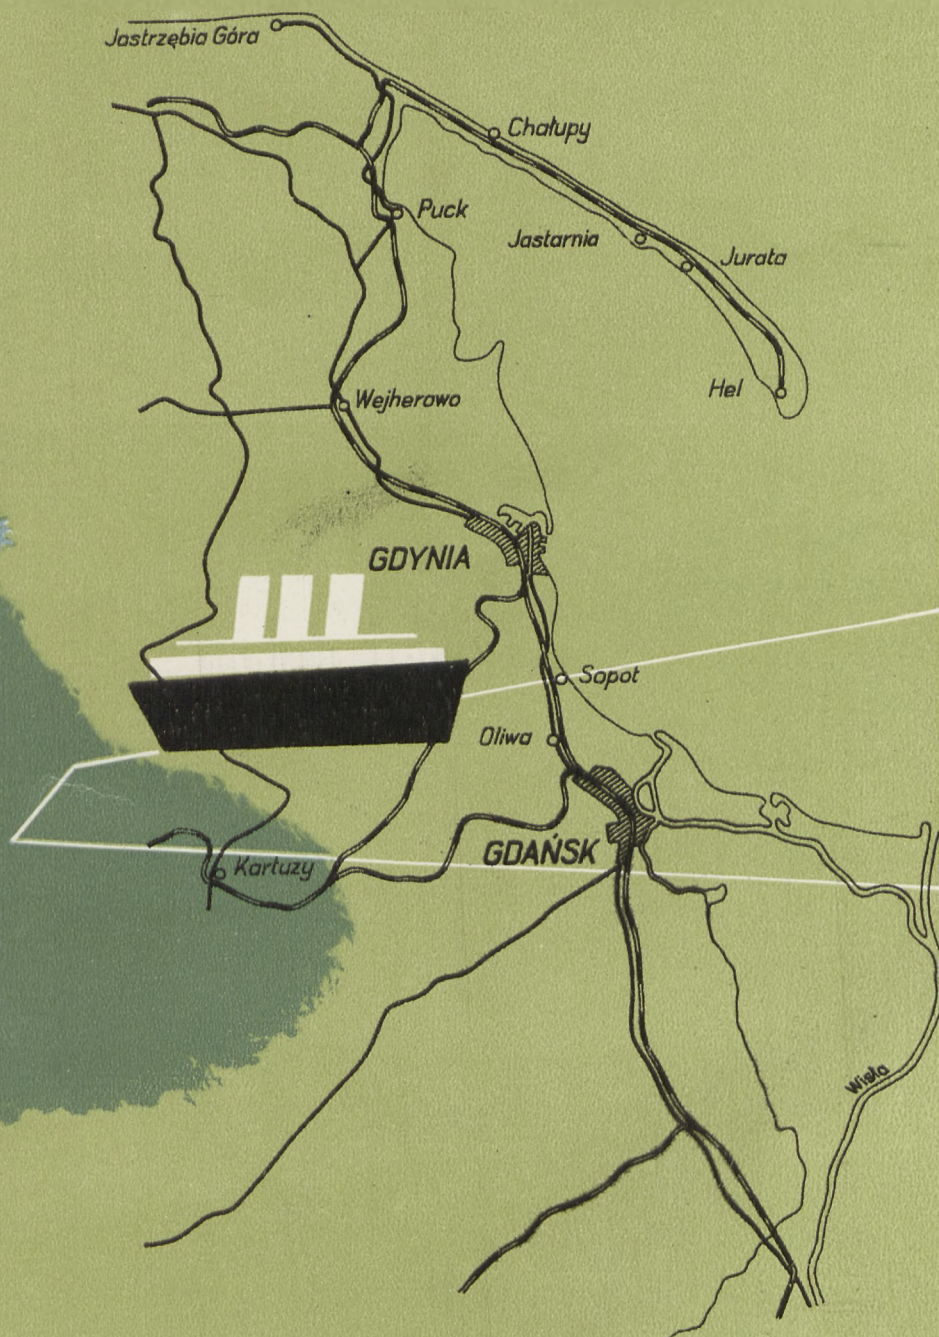 Jastrzębia Góra
Chałupy
Puck
Jastarnia
Jurata
Hel
Wejherowo
GDYNIA
Sopot
Oliwa
GDAŃSK
Kartuzy
Wisła